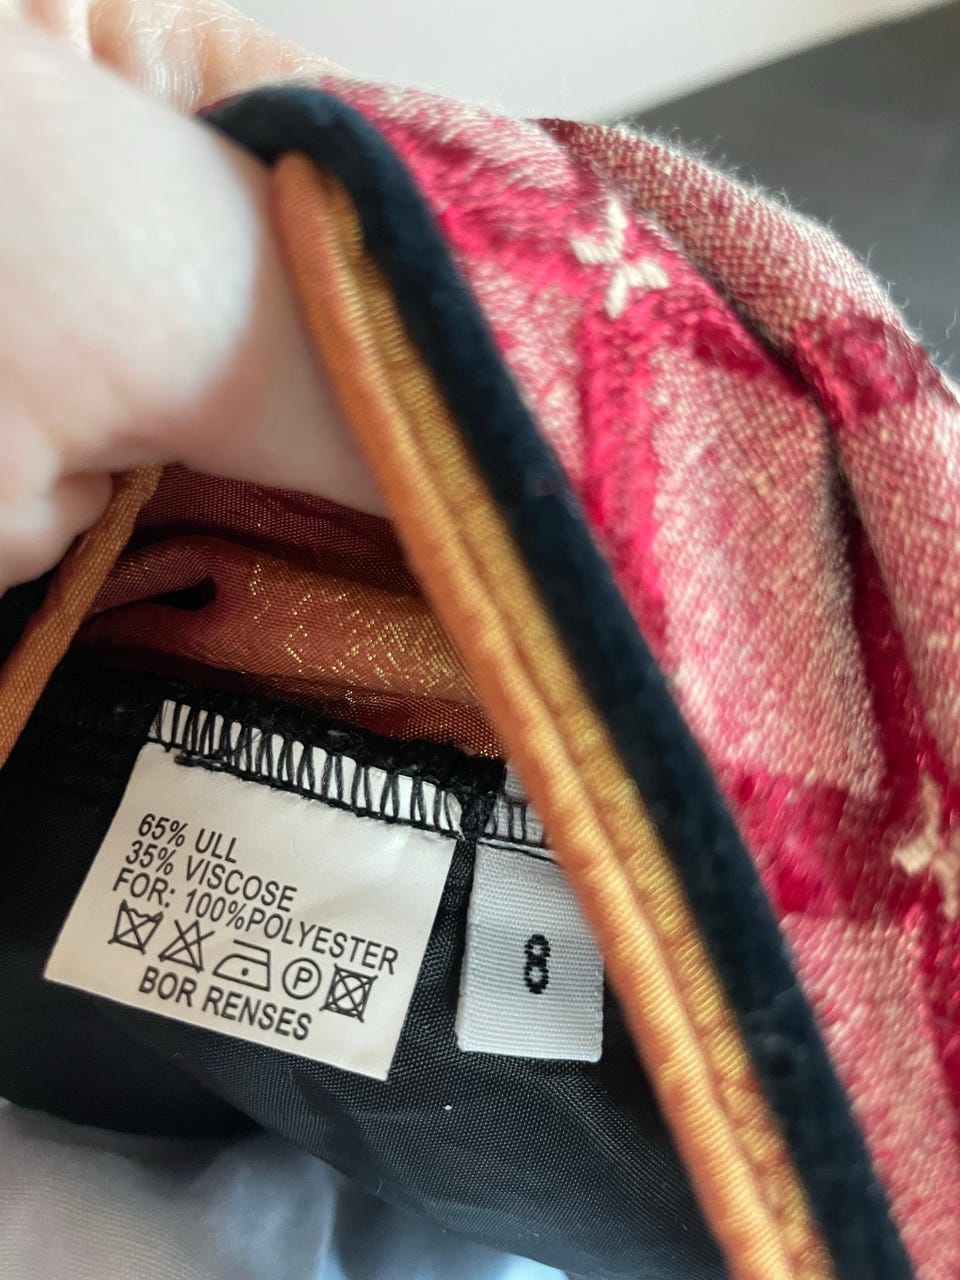 65% ULL
35% VISCOSE
FOR: 100%POLYESTER
P
BOR RENSES
8